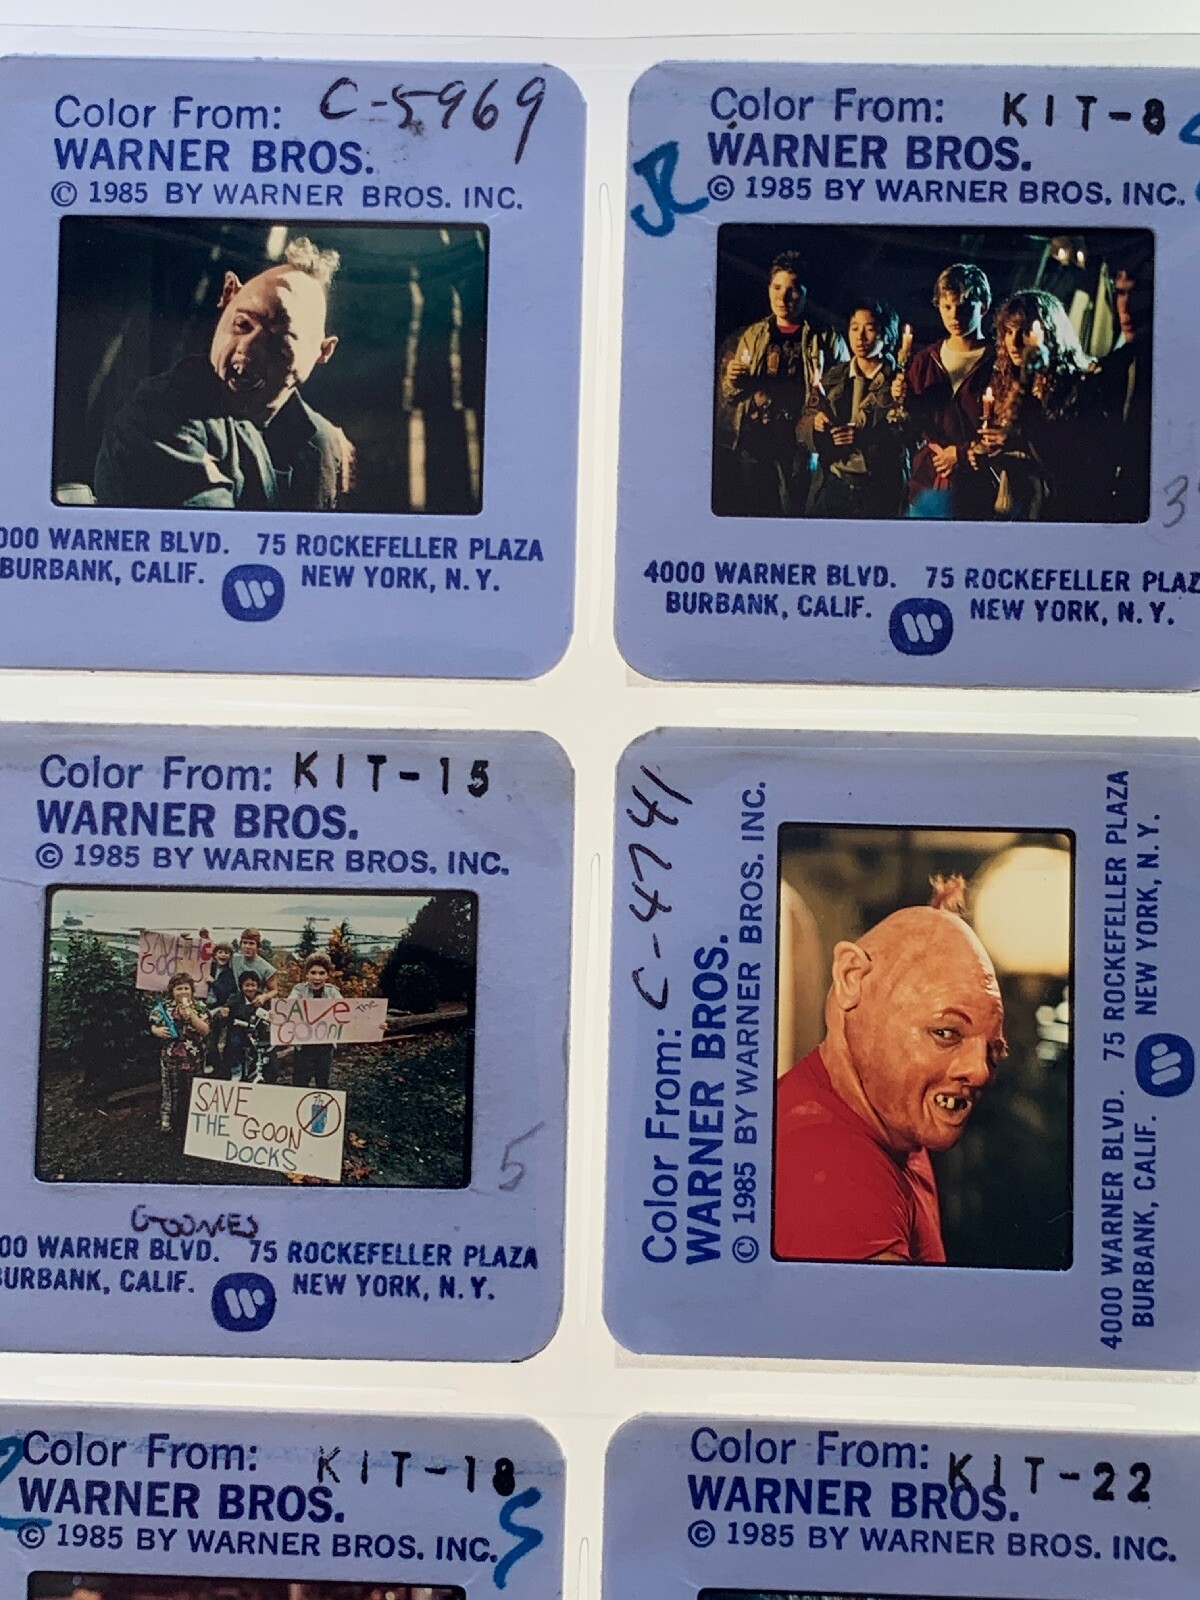 Color From: C-5969
WARNER BROS.
© 1985 BY WARNER BROS. INC.
000 WARNER BLVD. 75 ROCKEFELLER PLAZA
BURBANK, CALIF. NEW YORK, N.Y.
Color From: KIT-8
JR WARNER BROS.
© 1985 BY WARNER BROS. INC.
4000 WARNER BLVD. 75 ROCKEFELLER PLAZ
BURBANK, CALIF. NEW YORK, N.Y.
Color From: KIT-15
WARNER BROS.
© 1985 BY WARNER BROS. INC.
SAVE THE
SAVE The
SAVE
THE GOON
DOCKS
5
GOONIES
00 WARNER BLVD. 75 ROCKEFELLER PLAZA
BURBANK, CALIF. NEW YORK, N.Y.
Color From: C-4741
WARNER BROS.
© 1985 BY WARNER BROS. INC.
4000 WARNER BLVD. 75 ROCKEFELLER PLAZA
BURBANK, CALIF. NEW YORK, N.Y.
Color From: KIT-18
WARNER BROS.
© 1985 BY WARNER BROS. INC.
Color From: KIT-22
WARNER BROS.
© 1985 BY WARNER BROS. INC.